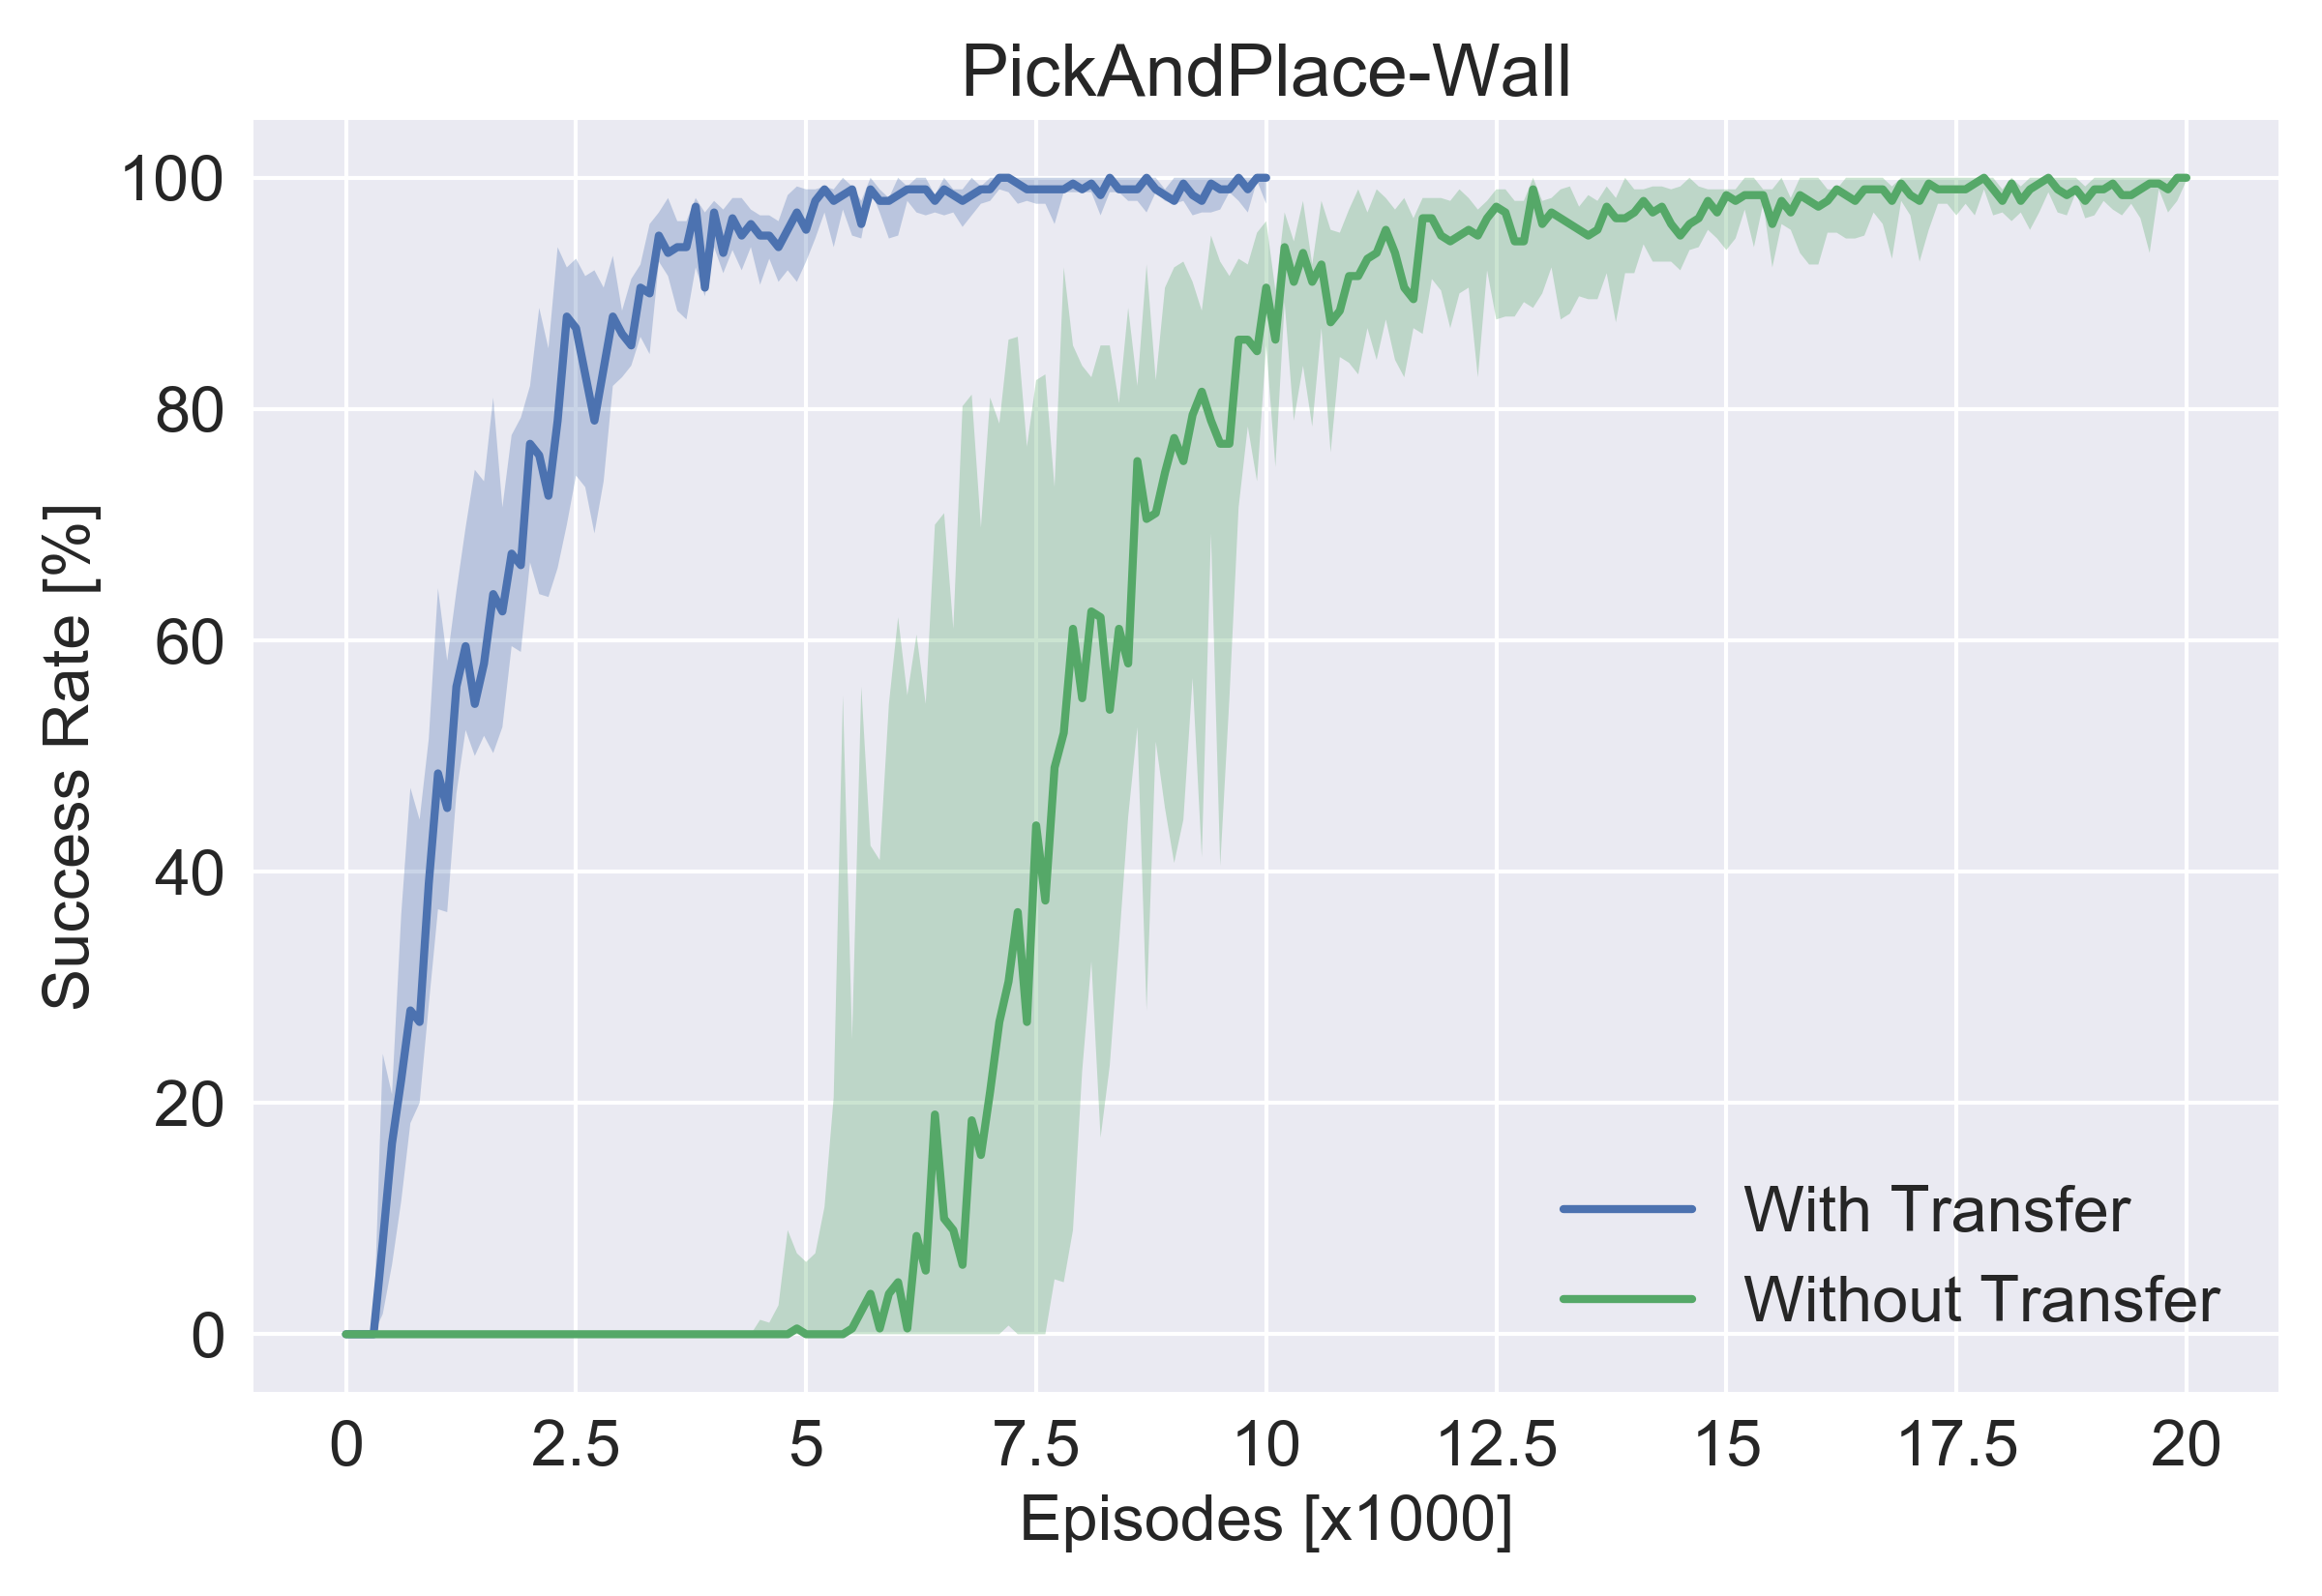 PickAndPlace-Wall
100
80
60
40
20
0
Success Rate [%]
0 2.5 5 7.5 10 12.5 15 17.5 20
Episodes [x1000]
With Transfer
Without Transfer